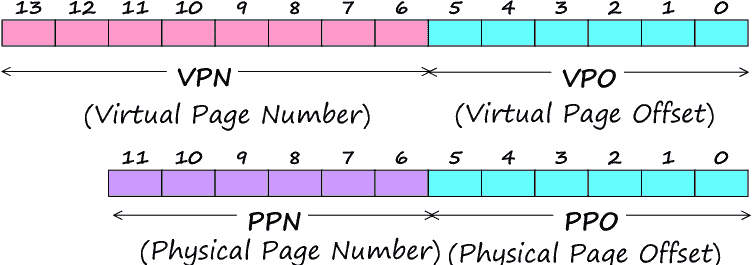 13 12 11 10 9 8 7 6 5 4 3 2 1 0
VPN VPO
(Virtual Page Number) (Virtual Page Offset)
11 10 9 8 7 6 5 4 3 2 1 0
PPN PPO
(Physical Page Number) (Physical Page Offset)